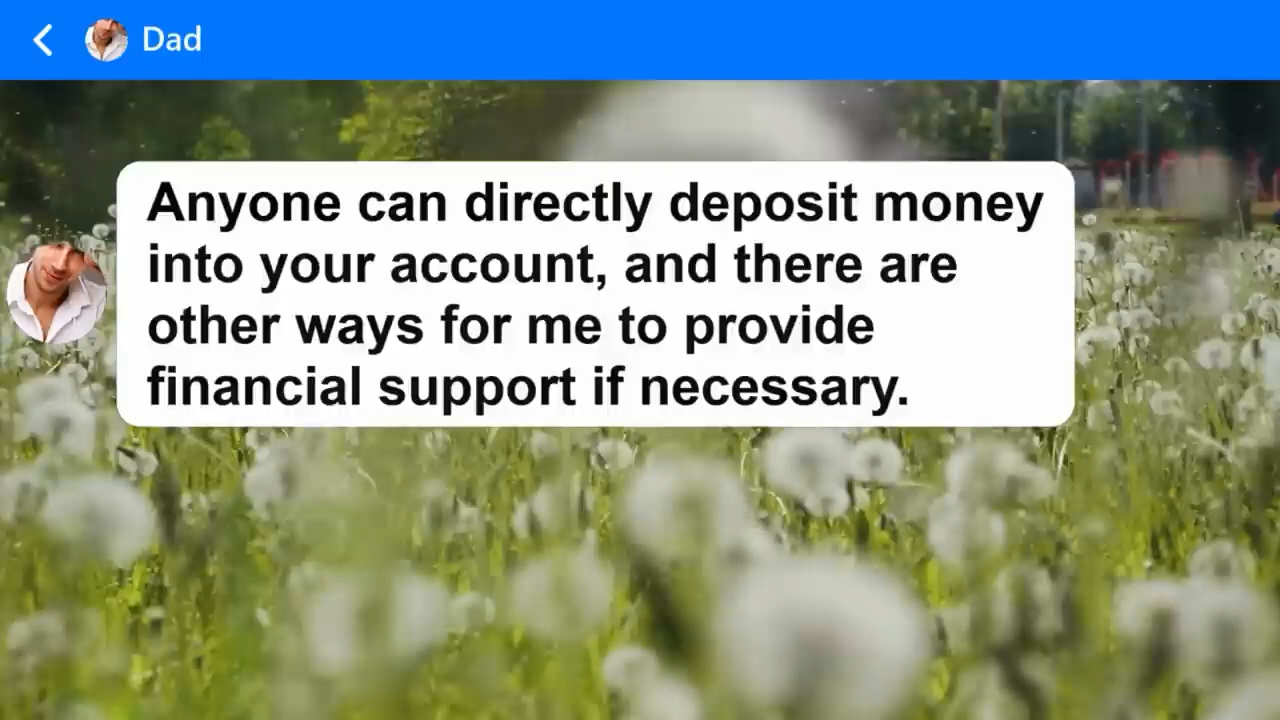 Dad
Anyone can directly deposit money
into your account, and there are
other ways for me to provide
financial support if necessary.